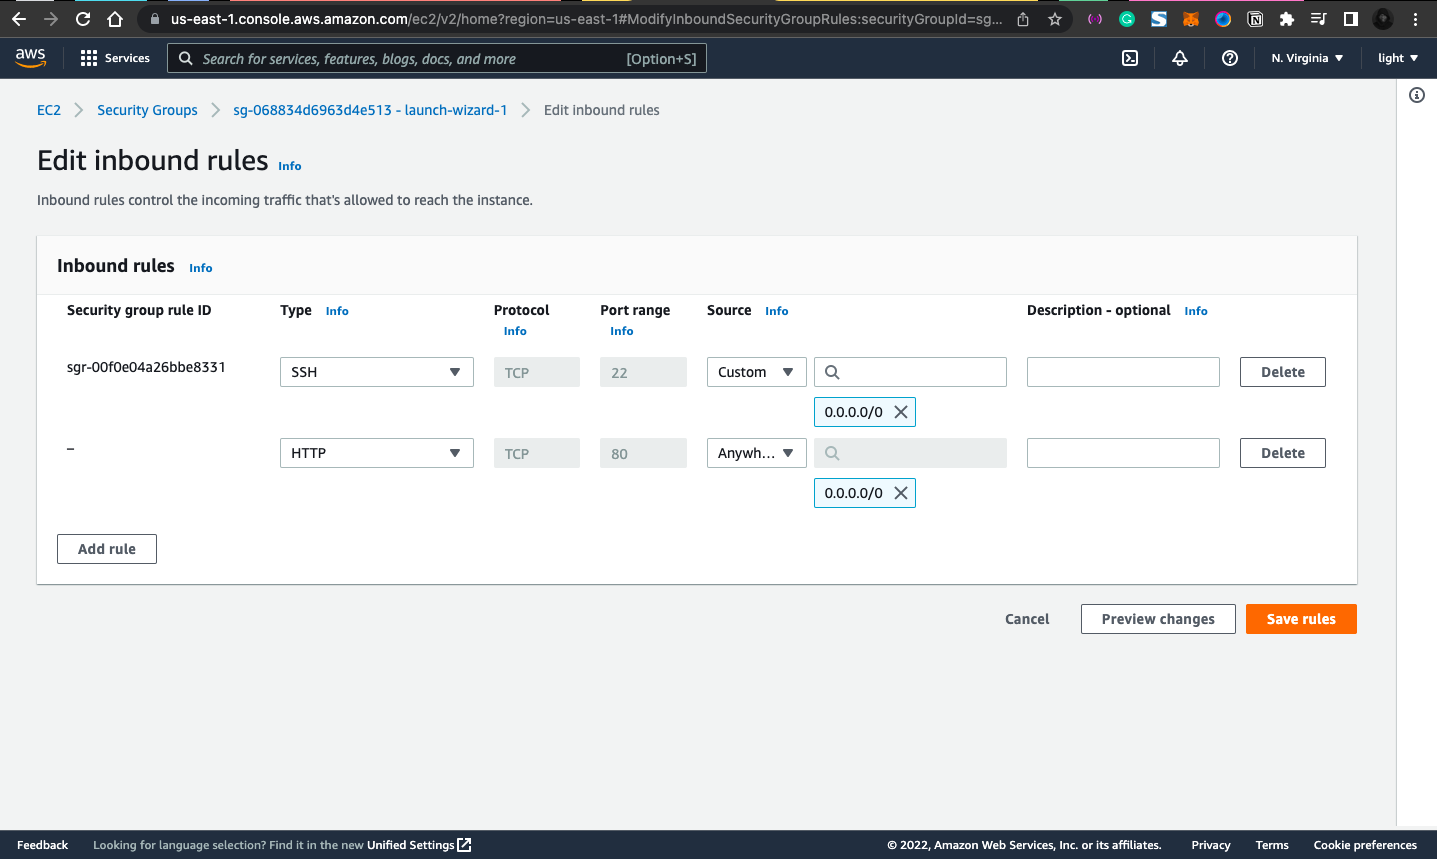 us-east-1.console.aws.amazon.com/ec2/v2/home?region=us-east-1#ModifyInboundSecurityGroupRules:securityGroupId=sg...
aws Services Search for services, features, blogs, docs, and more [Option+S] N. Virginia light
EC2 Security Groups sg-068834d6963d4e513 - launch-wizard-1 Edit inbound rules
Edit inbound rules Info
Inbound rules control the incoming traffic that's allowed to reach the instance.
Inbound rules Info
Security group rule ID Type Info Protocol Port range Source Info Description - optional Info
Info Info
sgr-00f0e04a26bbe8331 SSH TCP 22 Custom Delete
0.0.0.0/0
– HTTP TCP 80 Anywh... Delete
0.0.0.0/0
Add rule
Cancel Preview changes Save rules
Feedback Looking for language selection? Find it in the new Unified Settings © 2022, Amazon Web Services, Inc. or its affiliates. Privacy Terms Cookie preferences